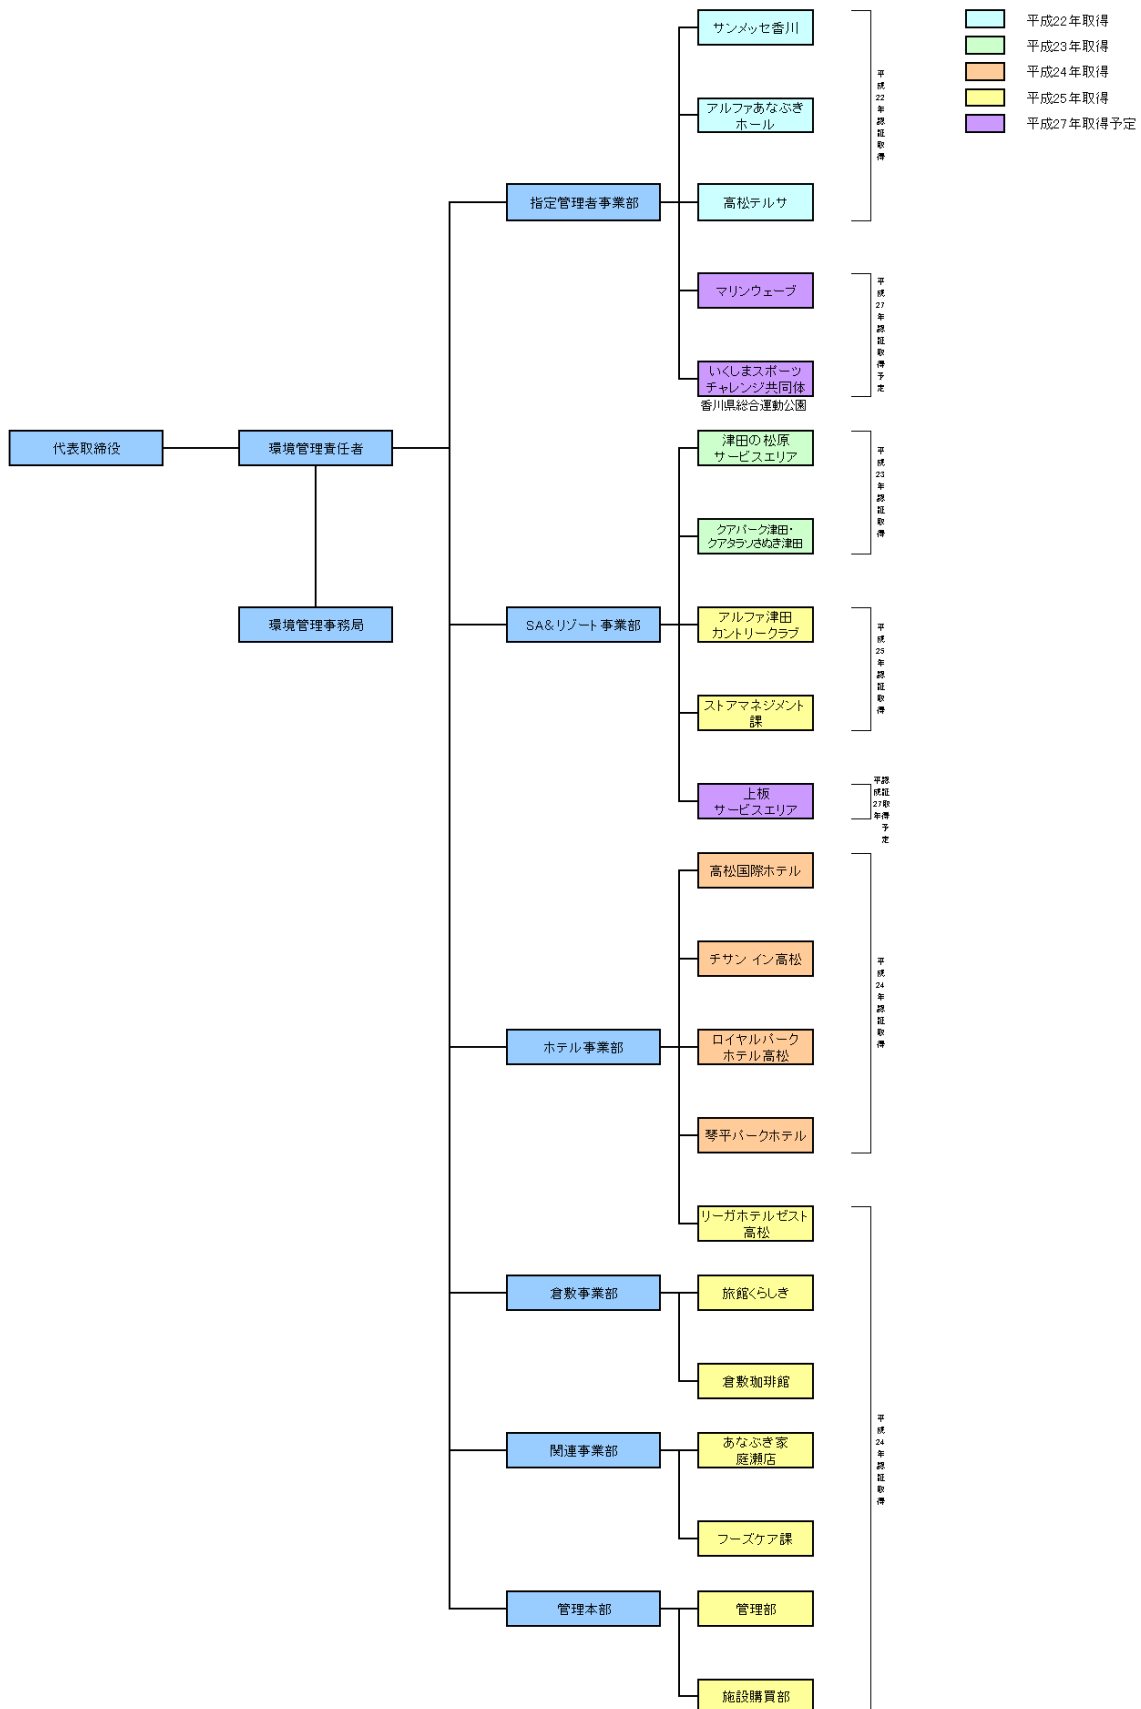 サンメッセ香川
アルファあなぶき
ホール
指定管理者事業部
高松テルサ
平成22年認証取得
マリンウェーブ
いくしまスポーツ
チャレンジ共同体
香川県総合運動公園
平成27年認証取得予定
平成22年取得
平成23年取得
平成24年取得
平成25年取得
平成27年取得予定
代表取締役
環境管理責任者
環境管理事務局
津田の松原
サービスエリア
クアパーク津田・
クアタラソさぬき津田
平成23年認証取得
SA&リゾート事業部
アルファ津田
カントリークラブ
ストアマネジメント
課
平成25年認証取得
上板
サービスエリア
平成27年
認証取得予定
高松国際ホテル
チサン イン高松
ホテル事業部
ロイヤルパーク
ホテル高松
琴平パークホテル
平成24年認証取得
リーガホテルゼスト
高松
倉敷事業部
旅館くらしき
倉敷珈琲館
関連事業部
あなぶき家
庭瀬店
フーズケア課
管理本部
管理部
施設購買部
平成24年認証取得